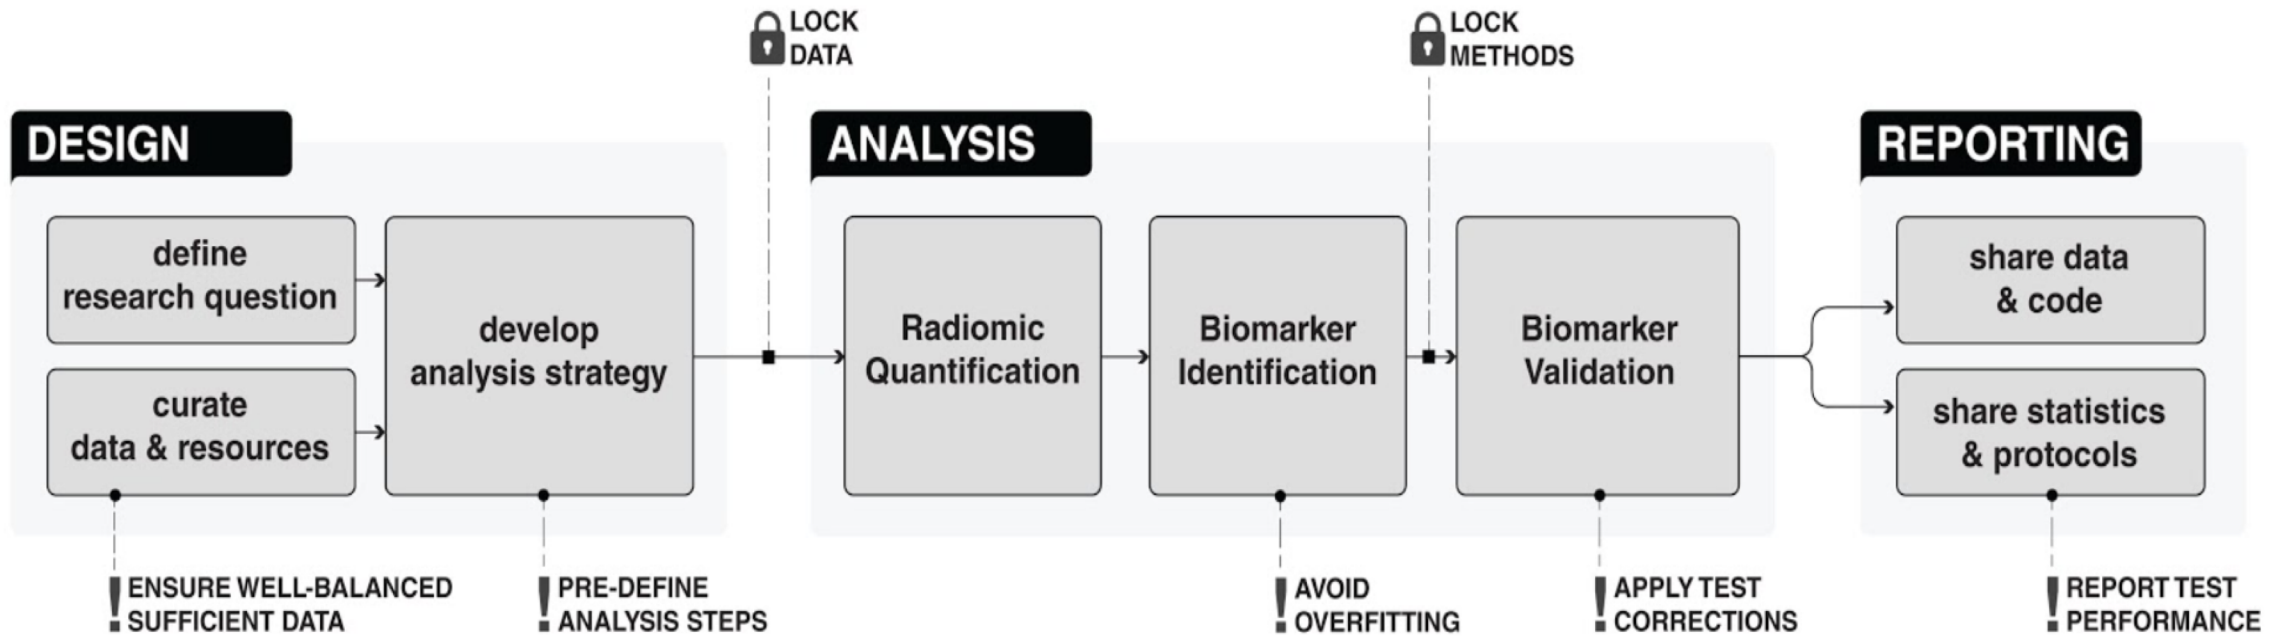 LOCK
DATA
LOCK
METHODS
DESIGN
define
research question
curate
data & resources
develop
analysis strategy
ANALYSIS
Radiomic
Quantification
Biomarker
Identification
Biomarker
Validation
REPORTING
share data
& code
share statistics
& protocols
! ENSURE WELL-BALANCED
SUFFICIENT DATA
! PRE-DEFINE
ANALYSIS STEPS
! AVOID
OVERFITTING
! APPLY TEST
CORRECTIONS
! REPORT TEST
PERFORMANCE